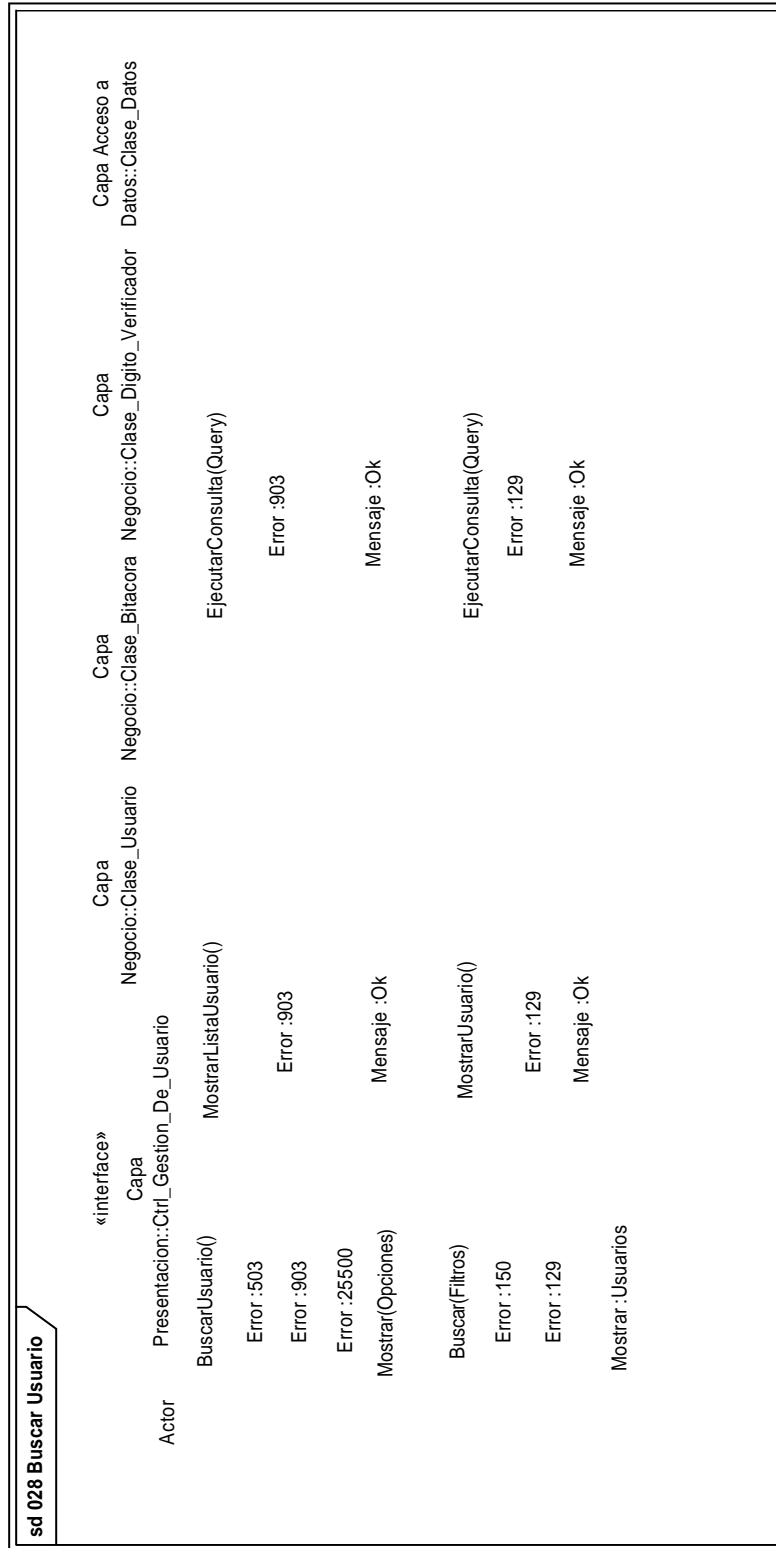 sd 028 Buscar Usuario
Actor
«interface»
Capa
Presentacion::Ctrl_Gestion_De_Usuario
Capa
Negocio::Clase_Usuario
Capa
Negocio::Clase_Bitacora
Capa
Negocio::Clase_Digito_Verificador
Capa Acceso a
Datos::Clase_Datos
BuscarUsuario()
MostrarListaUsuario()
EjecutarConsulta(Query)
Error :503
Error :903
Error :903
Error :903
Error :25500
Mostrar(Opciones)
Mensaje :Ok
Mensaje :Ok
Buscar(Filtros)
MostrarUsuario()
EjecutarConsulta(Query)
Error :150
Error :129
Error :129
Error :129
Mensaje :Ok
Mensaje :Ok
Mostrar :Usuarios